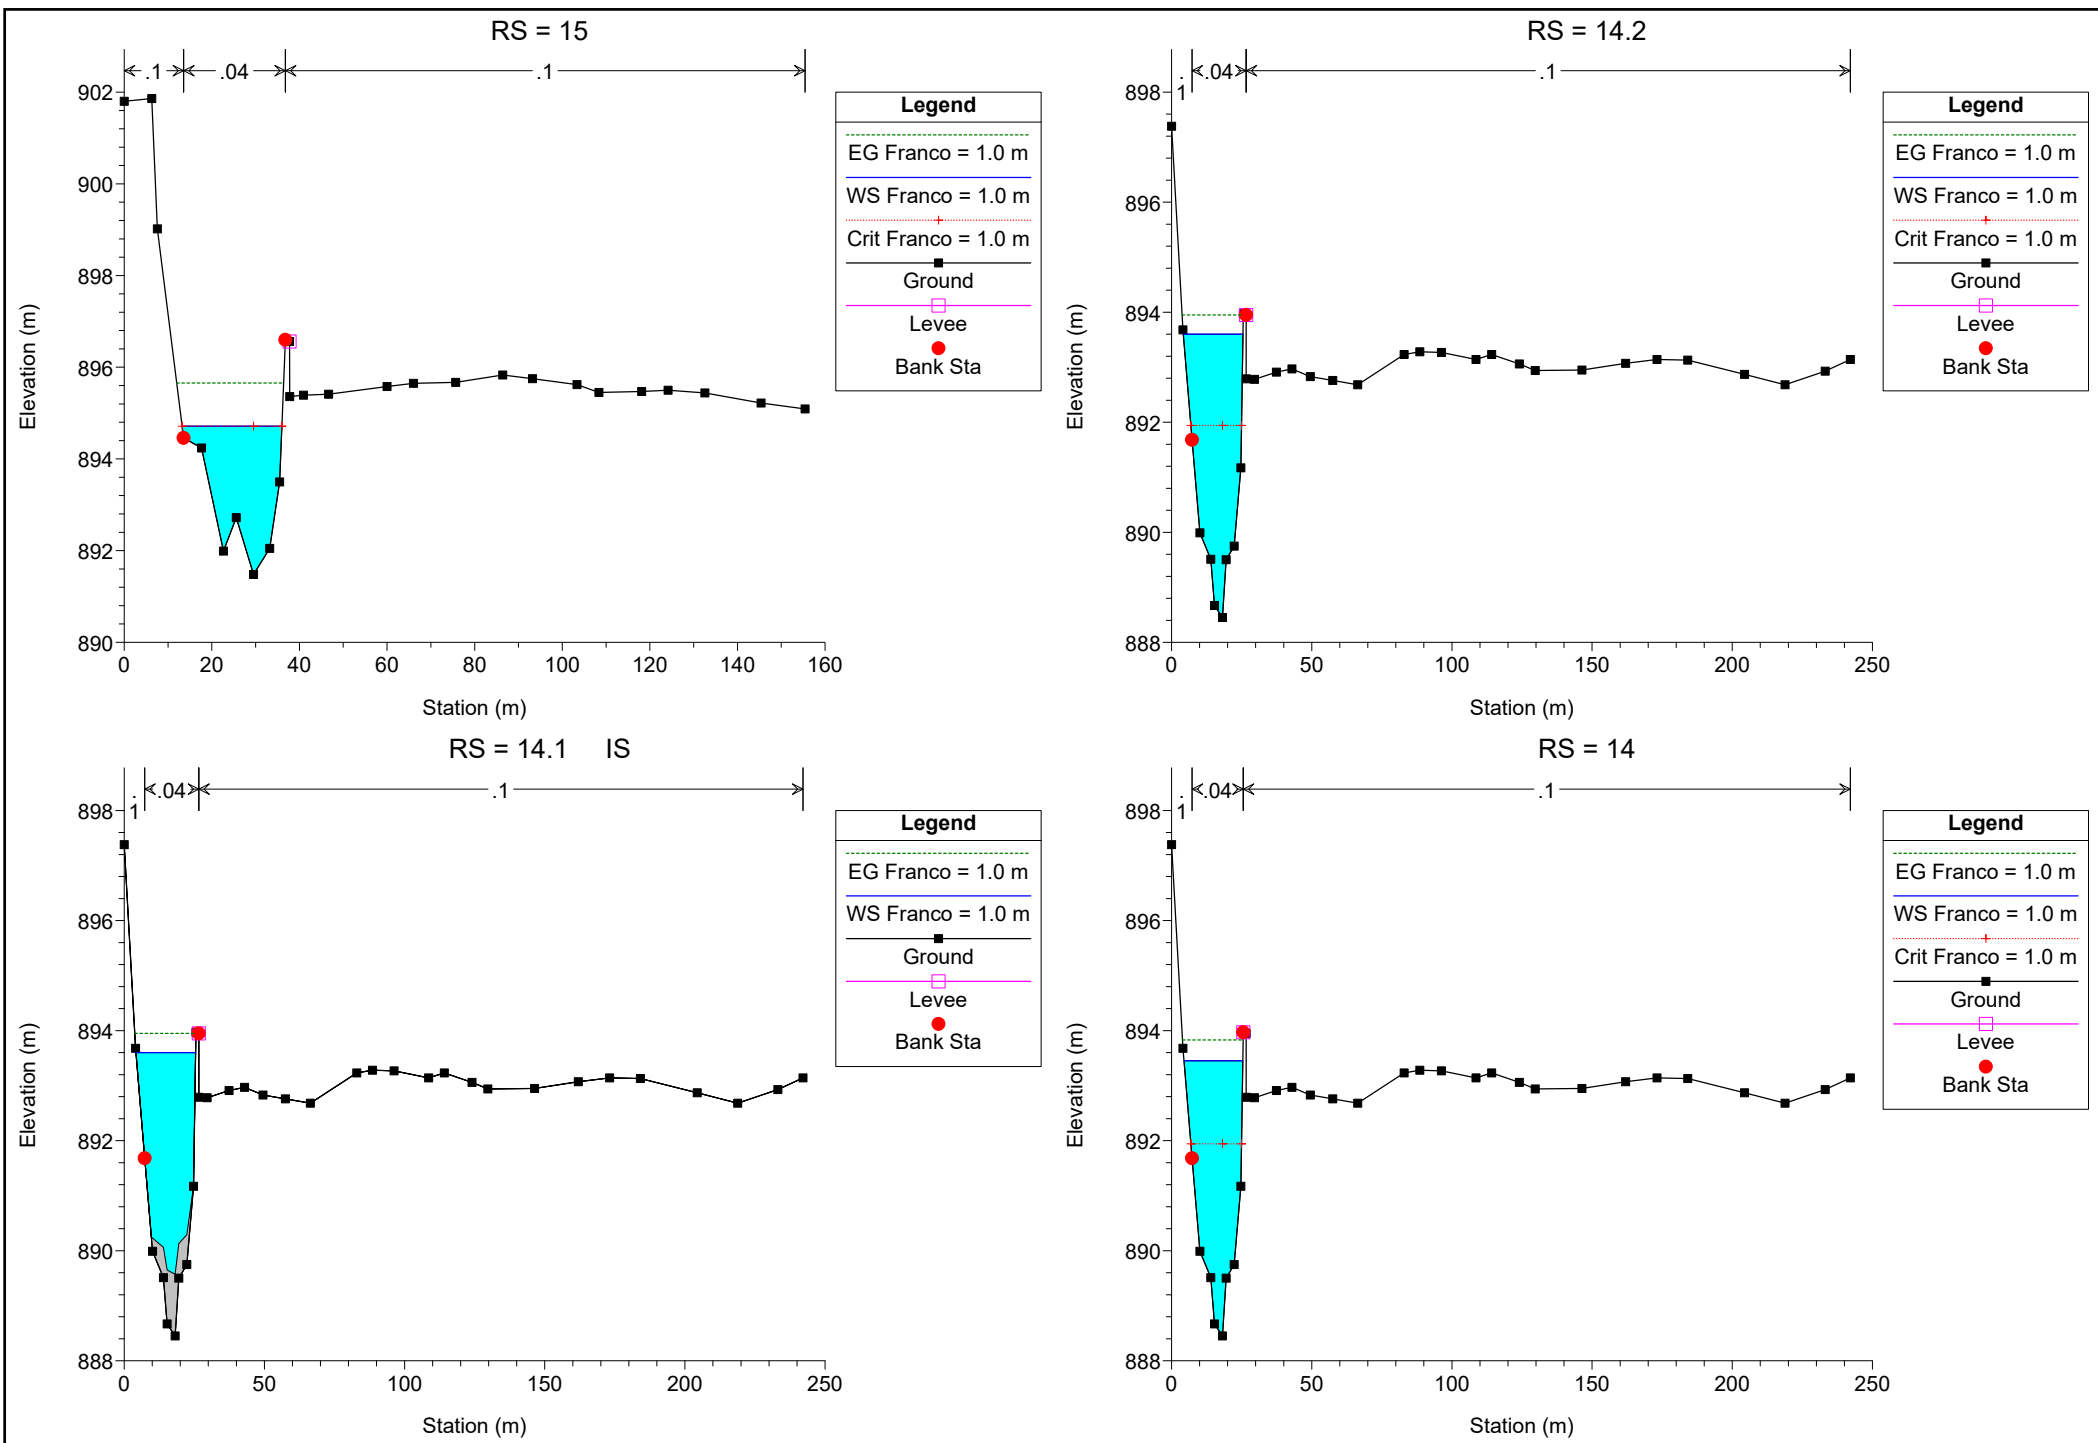 RS = 15
.1
.04
.1
902
900
898
896
894
892
890
0
20
40
60
80
100
120
140
160
Elevation (m)
Station (m)
Legend
EG Franco = 1.0 m
WS Franco = 1.0 m
Crit Franco = 1.0 m
Ground
Levee
Bank Sta
RS = 14.2
.1
.04
.1
898
896
894
892
890
888
0
50
100
150
200
250
Elevation (m)
Station (m)
Legend
EG Franco = 1.0 m
WS Franco = 1.0 m
Crit Franco = 1.0 m
Ground
Levee
Bank Sta
RS = 14.1 IS
.1
.04
.1
898
896
894
892
890
888
0
50
100
150
200
250
Elevation (m)
Station (m)
Legend
EG Franco = 1.0 m
WS Franco = 1.0 m
Ground
Levee
Bank Sta
RS = 14
.1
.04
.1
898
896
894
892
890
888
0
50
100
150
200
250
Elevation (m)
Station (m)
Legend
EG Franco = 1.0 m
WS Franco = 1.0 m
Crit Franco = 1.0 m
Ground
Levee
Bank Sta